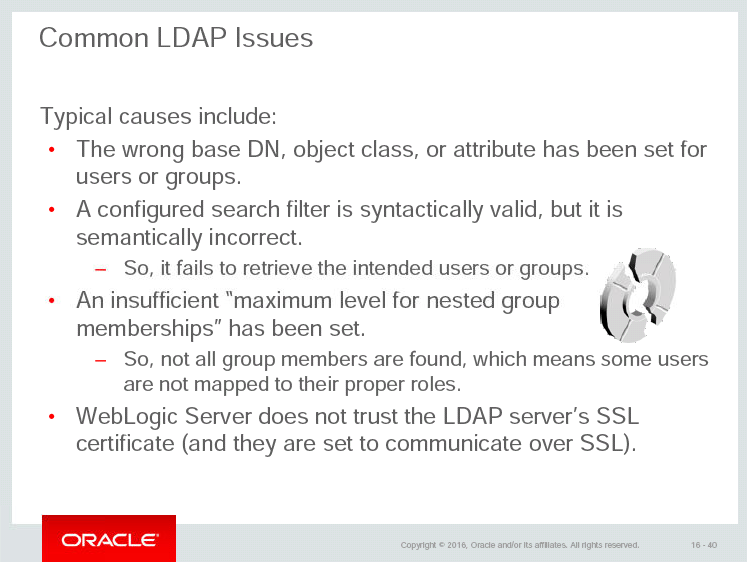 Common LDAP Issues
Typical causes include:
• The wrong base DN, object class, or attribute has been set for
users or groups.
• A configured search filter is syntactically valid, but it is
semantically incorrect.
– So, it fails to retrieve the intended users or groups.
• An insufficient “maximum level for nested group
memberships” has been set.
– So, not all group members are found, which means some users
are not mapped to their proper roles.
• WebLogic Server does not trust the LDAP server’s SSL
certificate (and they are set to communicate over SSL).
ORACLE®
Copyright © 2016, Oracle and/or its affiliates. All rights reserved.
16 - 40